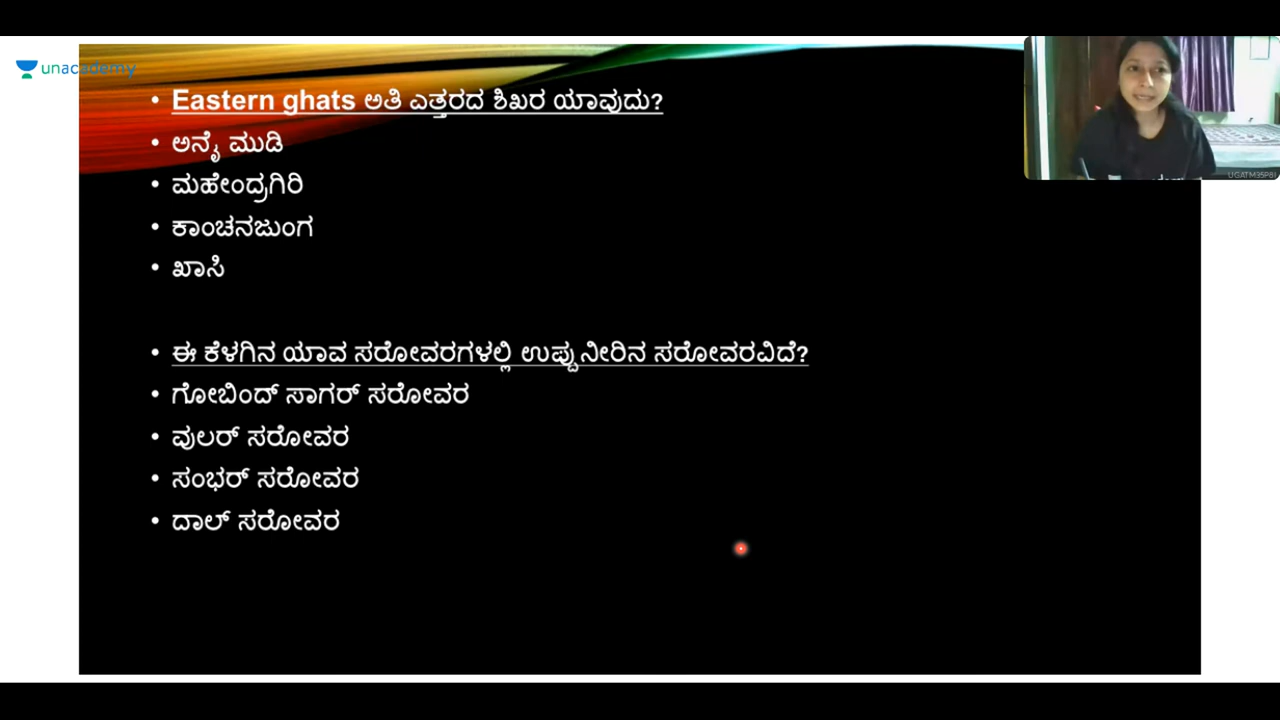 unacademy
Eastern ghats ಅತಿ ಎತ್ತರದ ಶಿಖರ ಯಾವುದು?
ಅನೈ ಮುಡಿ
ಮಹೇಂದ್ರಗಿರಿ
ಕಾಂಚನಜುಂಗ
ಖಾಸಿ
ಈ ಕೆಳಗಿನ ಯಾವ ಸರೋವರಗಳಲ್ಲಿ ಉಪ್ಪುನೀರಿನ ಸರೋವರವಿದೆ?
ಗೋಬಿಂದ್ ಸಾಗರ್ ಸರೋವರ
ವುಲರ್ ಸರೋವರ
ಸಂಭರ್ ಸರೋವರ
ದಾಲ್ ಸರೋವರ